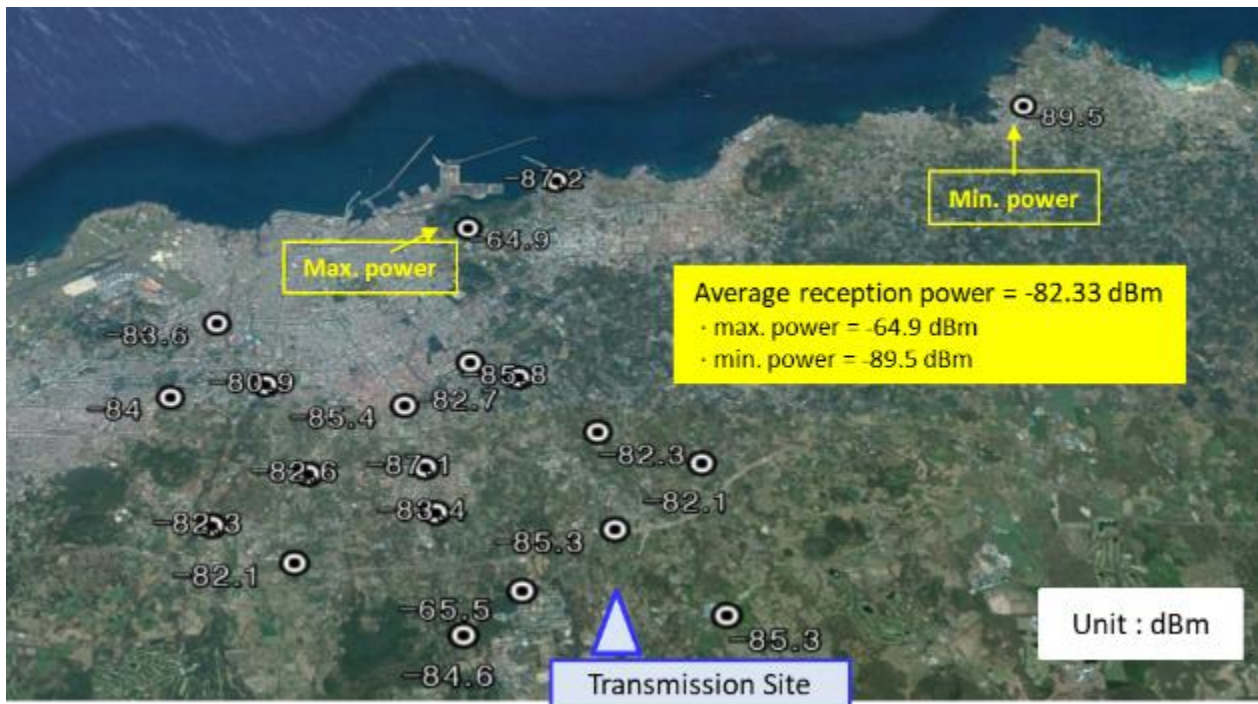 -89.5
-87.2
Min. power
-64.9
Max. power
Average reception power = -82.33 dBm
· max. power = -64.9 dBm
· min. power = -89.5 dBm
-83.6
-80.9
-85.8
-84
-85.4
-82.7
-82.3
-82.6
-87.1
-82.1
-82.3
-83.4
-85.3
-82.1
-65.5
-85.3
-84.6
Unit : dBm
Transmission Site